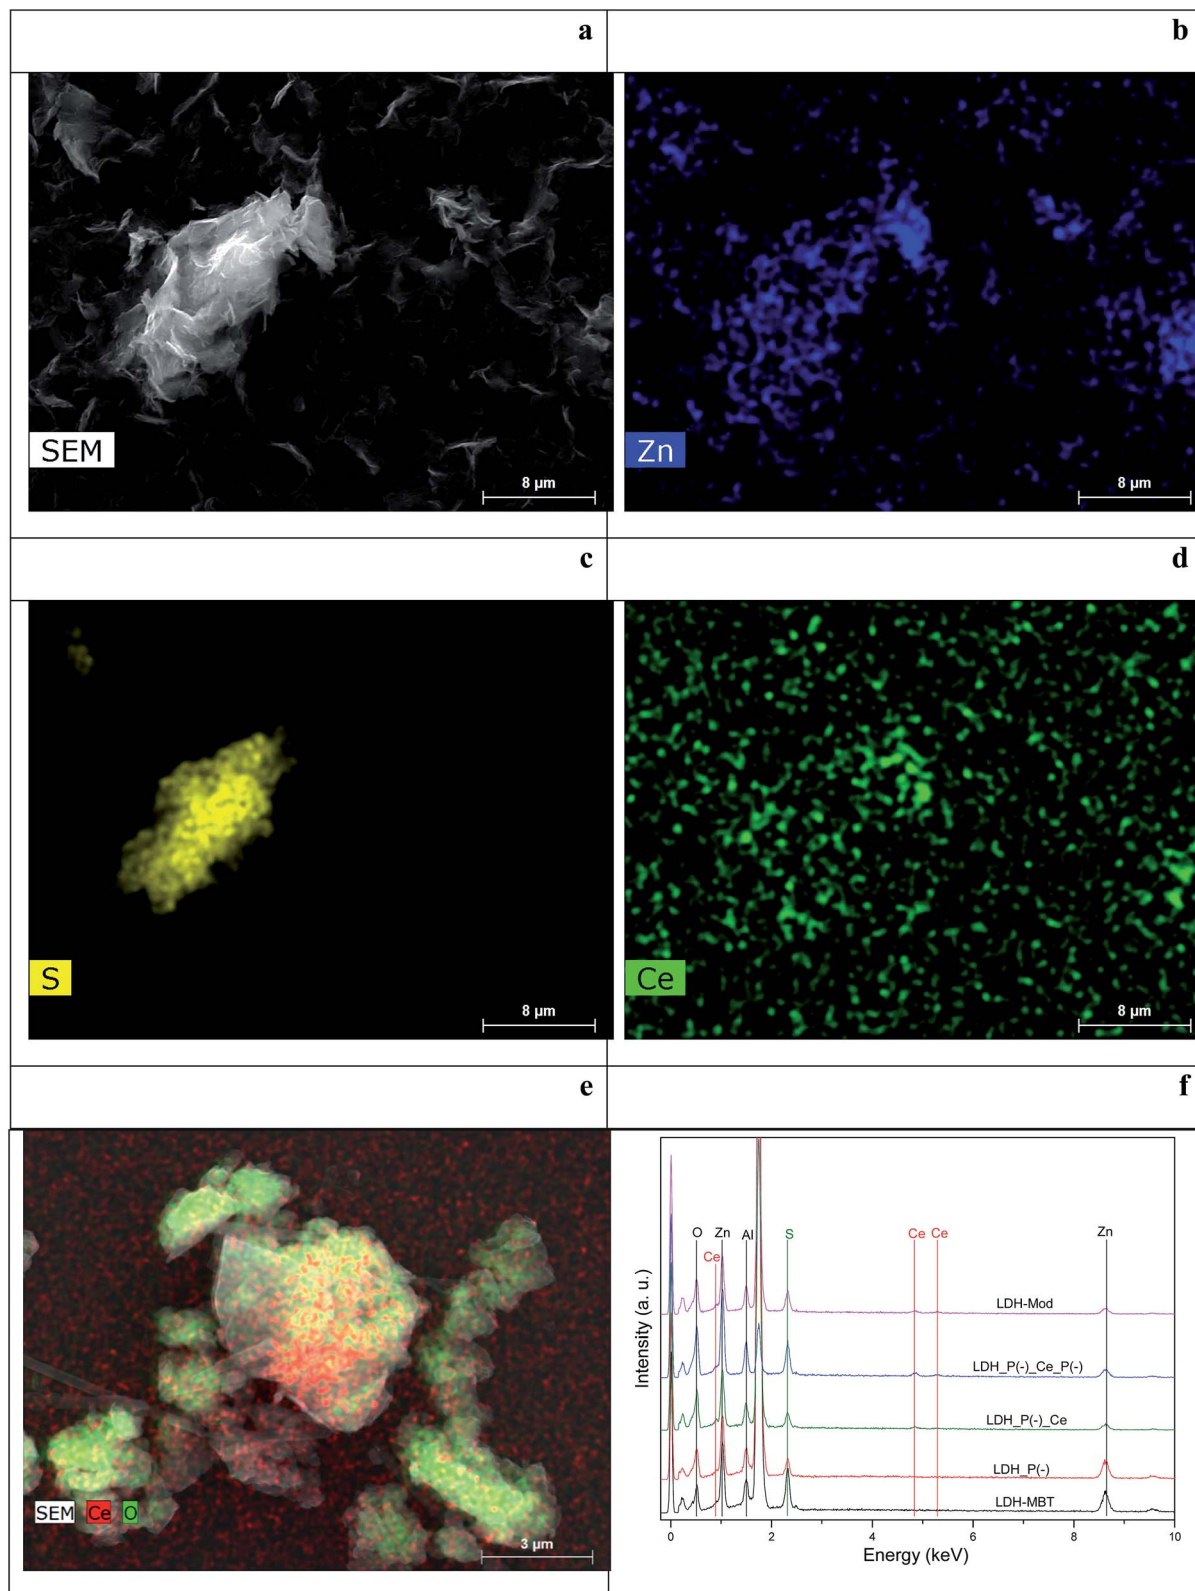 a
b
SEM
8 µm
Zn
8 µm
c
d
S
8 µm
Ce
8 µm
e
f
SEM Ce O
3 µm
Intensity (a. u.)
O
Ce
Zn
Al
S
Ce
Ce
Zn
LDH-Mod
LDH_P(-)_Ce_P(-)
LDH_P(-)_Ce
LDH_P(-)
LDH-MBT
0 2 4 6 8 10
Energy (keV)